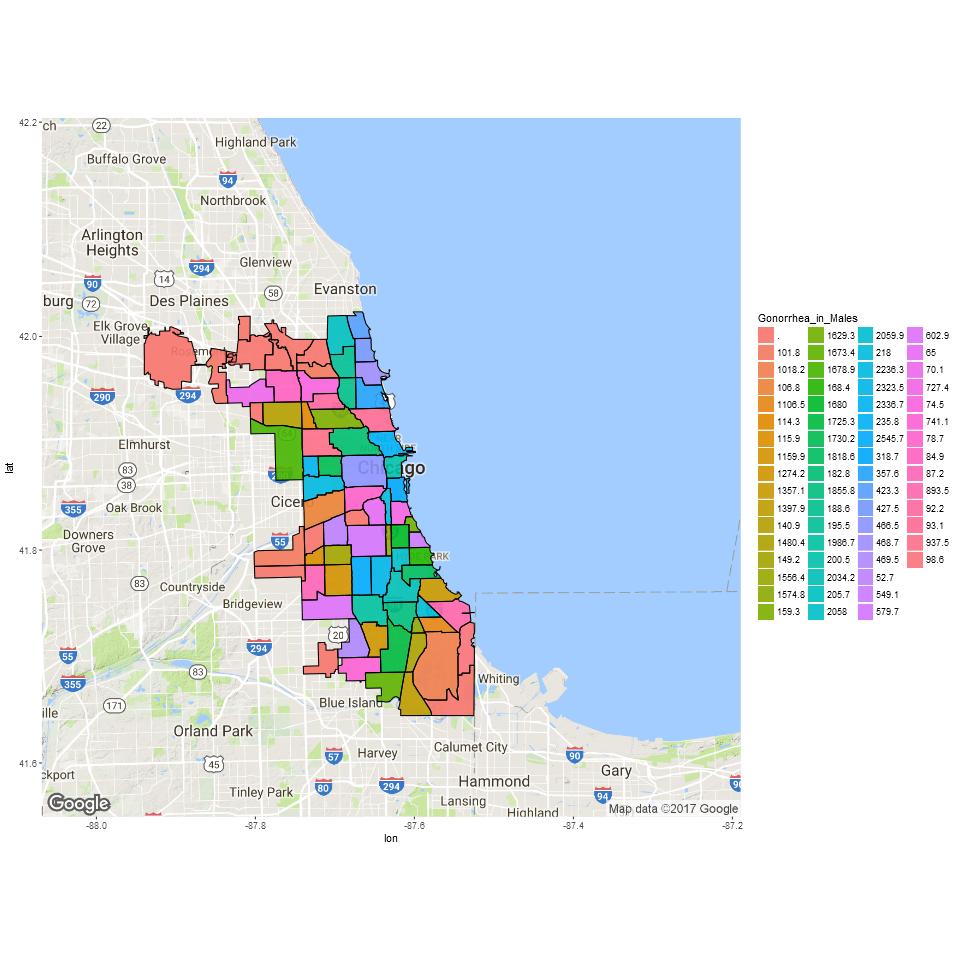 42.2
42.0
41.8
41.6
lat
ch
22
Highland Park
Buffalo Grove
94
Northbrook
Arlington
Heights
294
Glenview
90
14
58
Evanston
burg
72
Des Plaines
Elk Grove
Village
290
294
Elmhurst
83
38
Chicago
355
Oak Brook
Cicero
Downers
Grove
55
83
Countryside
Bridgeview
20
294
55
83
355
171
Whiting
ille
Blue Island
Orland Park
45
57
Harvey
Calumet City
90
ckport
Hammond
Gary
Tinley Park
80
294
Lansing
94
Highland
Google
Map data ©2017 Google
-88.0
-87.8
-87.6
-87.4
-87.2
lon
Gonorrhea_in_Males
. 1629.3 2059.9 602.9
101.8 1673.4 218 65
1018.2 1678.9 2236.3 70.1
106.8 168.4 2323.5 727.4
1106.5 1680 2336.7 74.5
114.3 1725.3 235.8 741.1
115.9 1730.2 2545.7 78.7
1159.9 1818.6 318.7 84.9
1274.2 182.8 357.6 87.2
1357.1 1855.8 423.3 893.5
1397.9 188.6 427.5 92.2
140.9 195.5 466.5 93.1
1480.4 1986.7 468.7 937.5
149.2 200.5 469.5 98.6
1556.4 2034.2 52.7
1574.8 205.7 549.1
159.3 2058 579.7